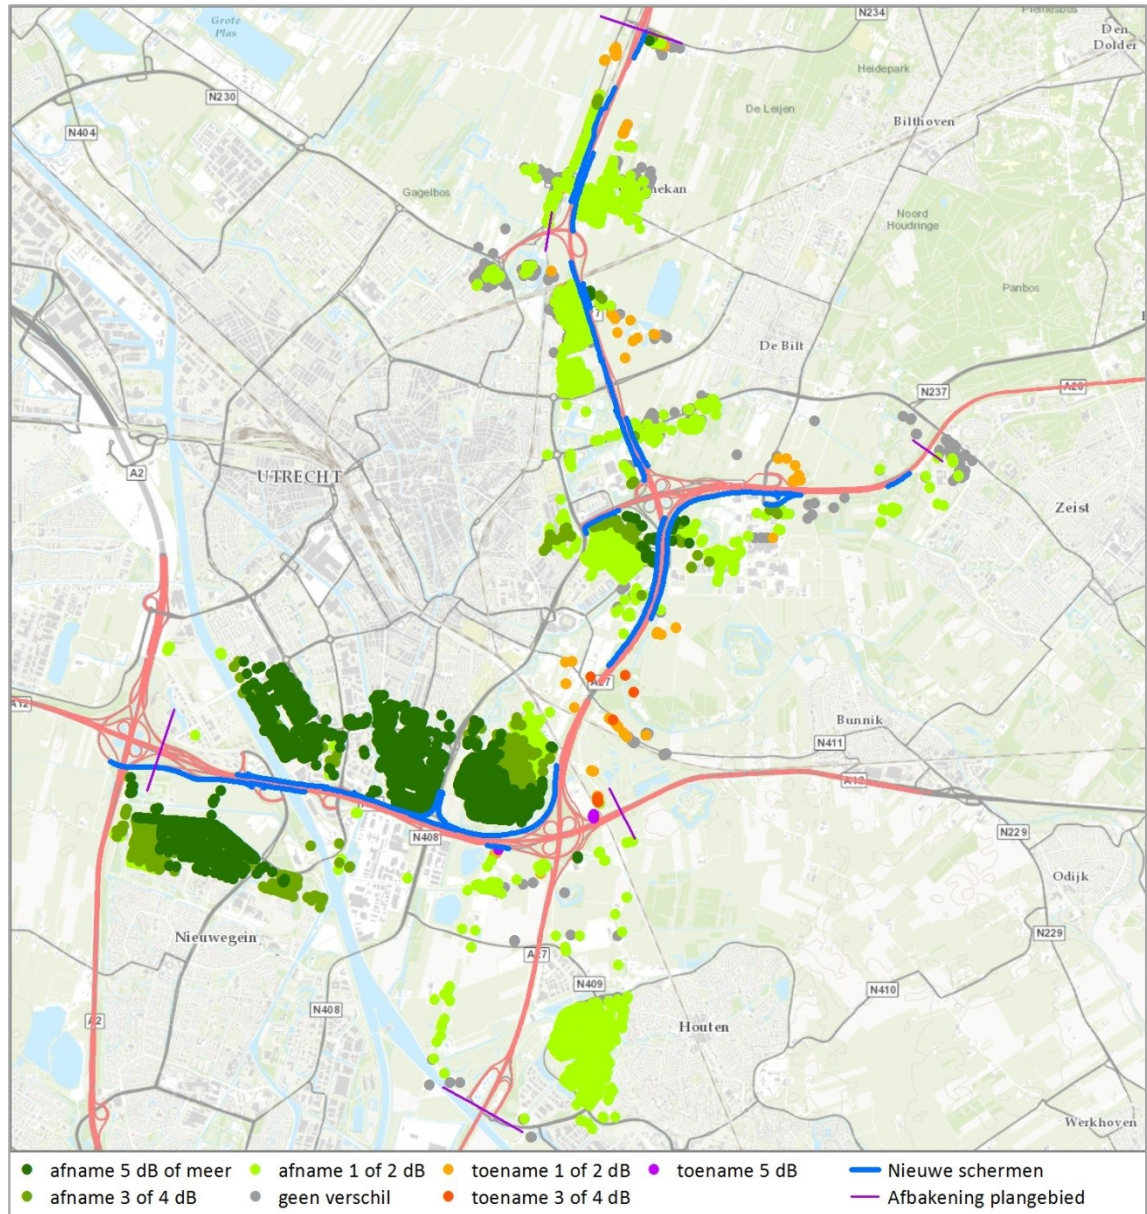 Grote
Plas
N234
Den
Dolder
Heidepark
N230
De Leijen
N404
Bilthoven
Gagelbos
nekan
Noord
Houdringe
Panbos
De Bilt
N237
A28
A2
UTRECHT
Zeist
A12
A27
Bunnik
N411
A12
N408
N229
Odijk
Nieuwegein
A27
N229
N409
N410
N408
Houten
A2
Werkhoven
afname 5 dB of meer
afname 1 of 2 dB
toename 1 of 2 dB
toename 5 dB
Nieuwe schermen
afname 3 of 4 dB
geen verschil
toename 3 of 4 dB
Afbakening plangebied